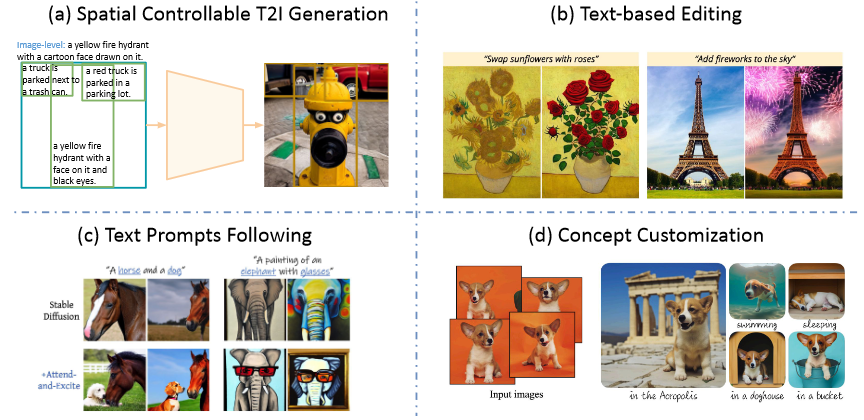 (a) Spatial Controllable T2I Generation
Image-level: a yellow fire hydrant
with a cartoon face drawn on it.
a truck is
parked next to
a trash can.
a red truck is
parked in a
parking lot.
a yellow fire
hydrant with a
face on it and
black eyes.
(b) Text-based Editing
"Swap sunflowers with roses"
"Add fireworks to the sky"
(c) Text Prompts Following
"A horse and a dog"
"A painting of an
elephant with glasses"
Stable
Diffusion
+Attend-
and-Excite
(d) Concept Customization
Input images
in the Acropolis
swimming
sleeping
in a doghouse
in a bucket